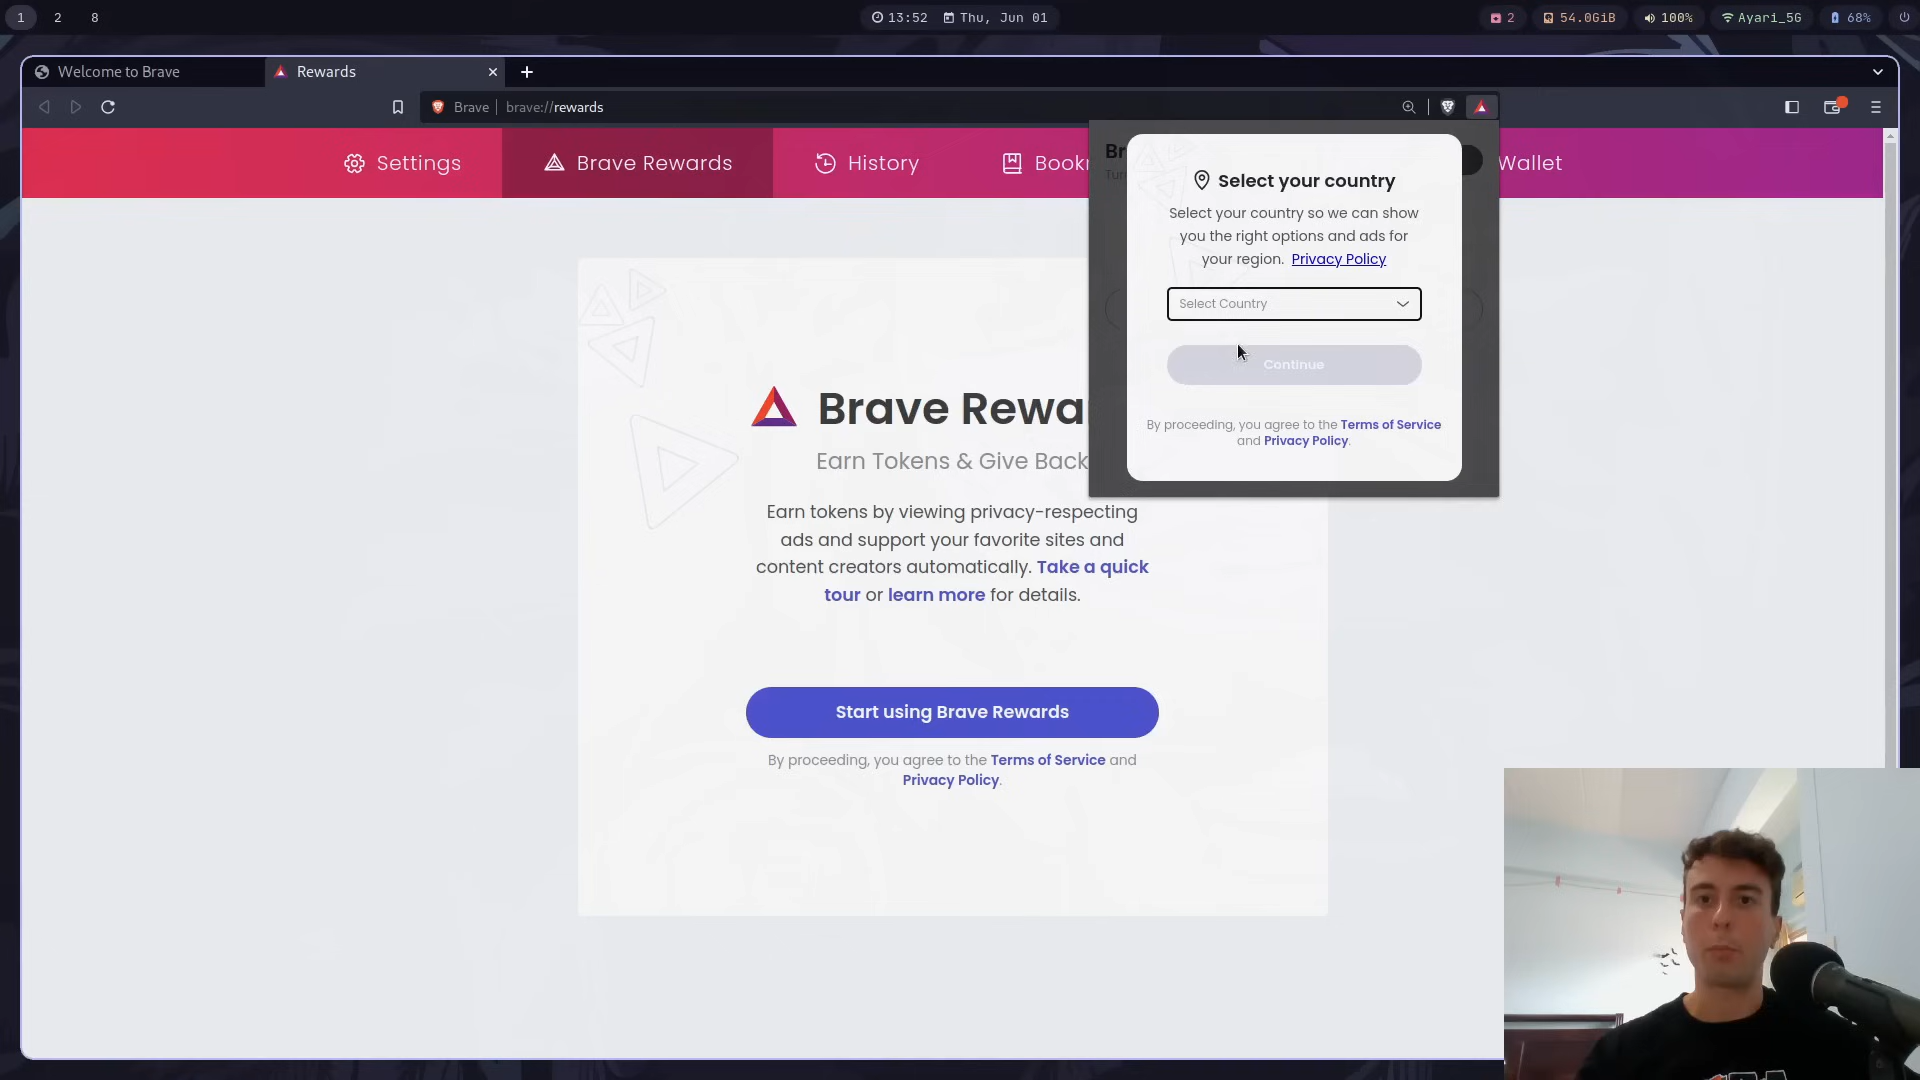 1 2 8
13:52 Thu, Jun 01
2 54.0GiB 100% Ayari_5G 68%
Welcome to Brave Rewards
Brave brave://rewards
Settings Brave Rewards History Wallet
Select your country
Select your country so we can show
you the right options and ads for
your region. Privacy Policy
Select Country
Continue
By proceeding, you agree to the Terms of Service
and Privacy Policy.
Brave
Earn Tokens & Give Back
Earn tokens by viewing privacy-respecting
ads and support your favorite sites and
content creators automatically. Take a quick
tour or learn more for details.
Start using Brave Rewards
By proceeding, you agree to the Terms of Service and
Privacy Policy.